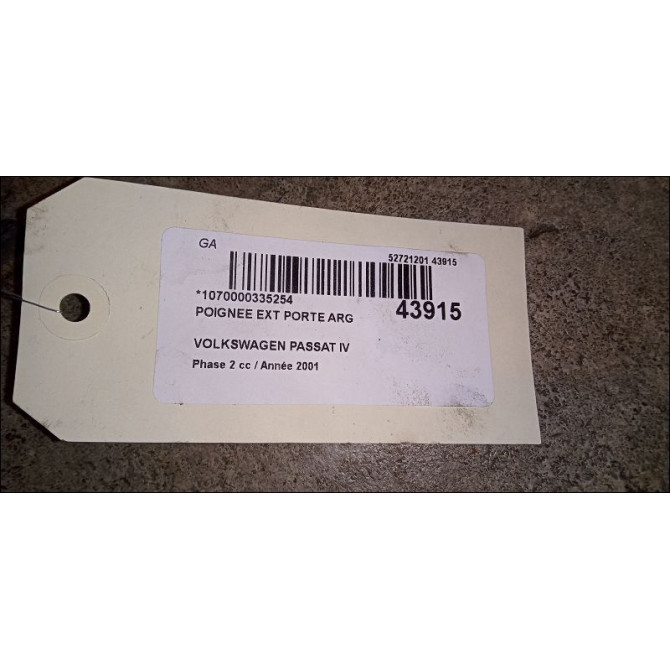 GA
52721201 43915
*1070000335254
43915
POIGNEE EXT PORTE ARG
VOLKSWAGEN PASSAT IV
Phase 2 cc / Année 2001